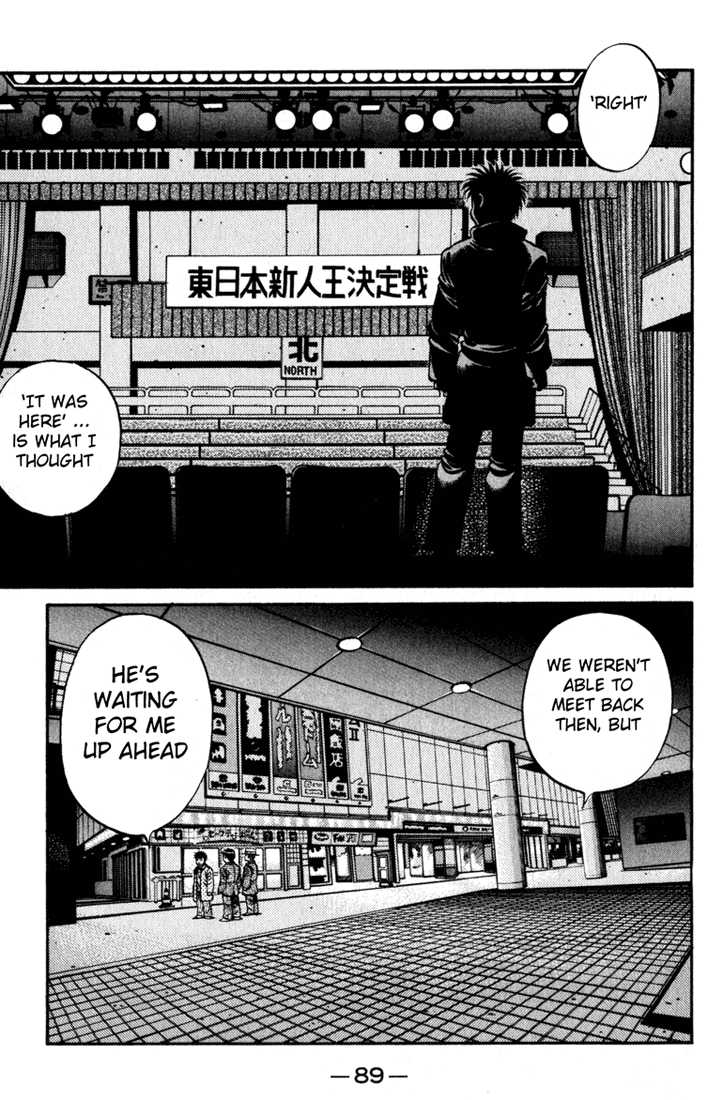 'RIGHT'
東日本新人王決定戦
北
NORTH
'IT WAS
HERE' ...
IS WHAT I
THOUGHT
WE WEREN'T
ABLE TO
MEET BACK
THEN, BUT
HE'S
WAITING
FOR ME
UP AHEAD
—89—